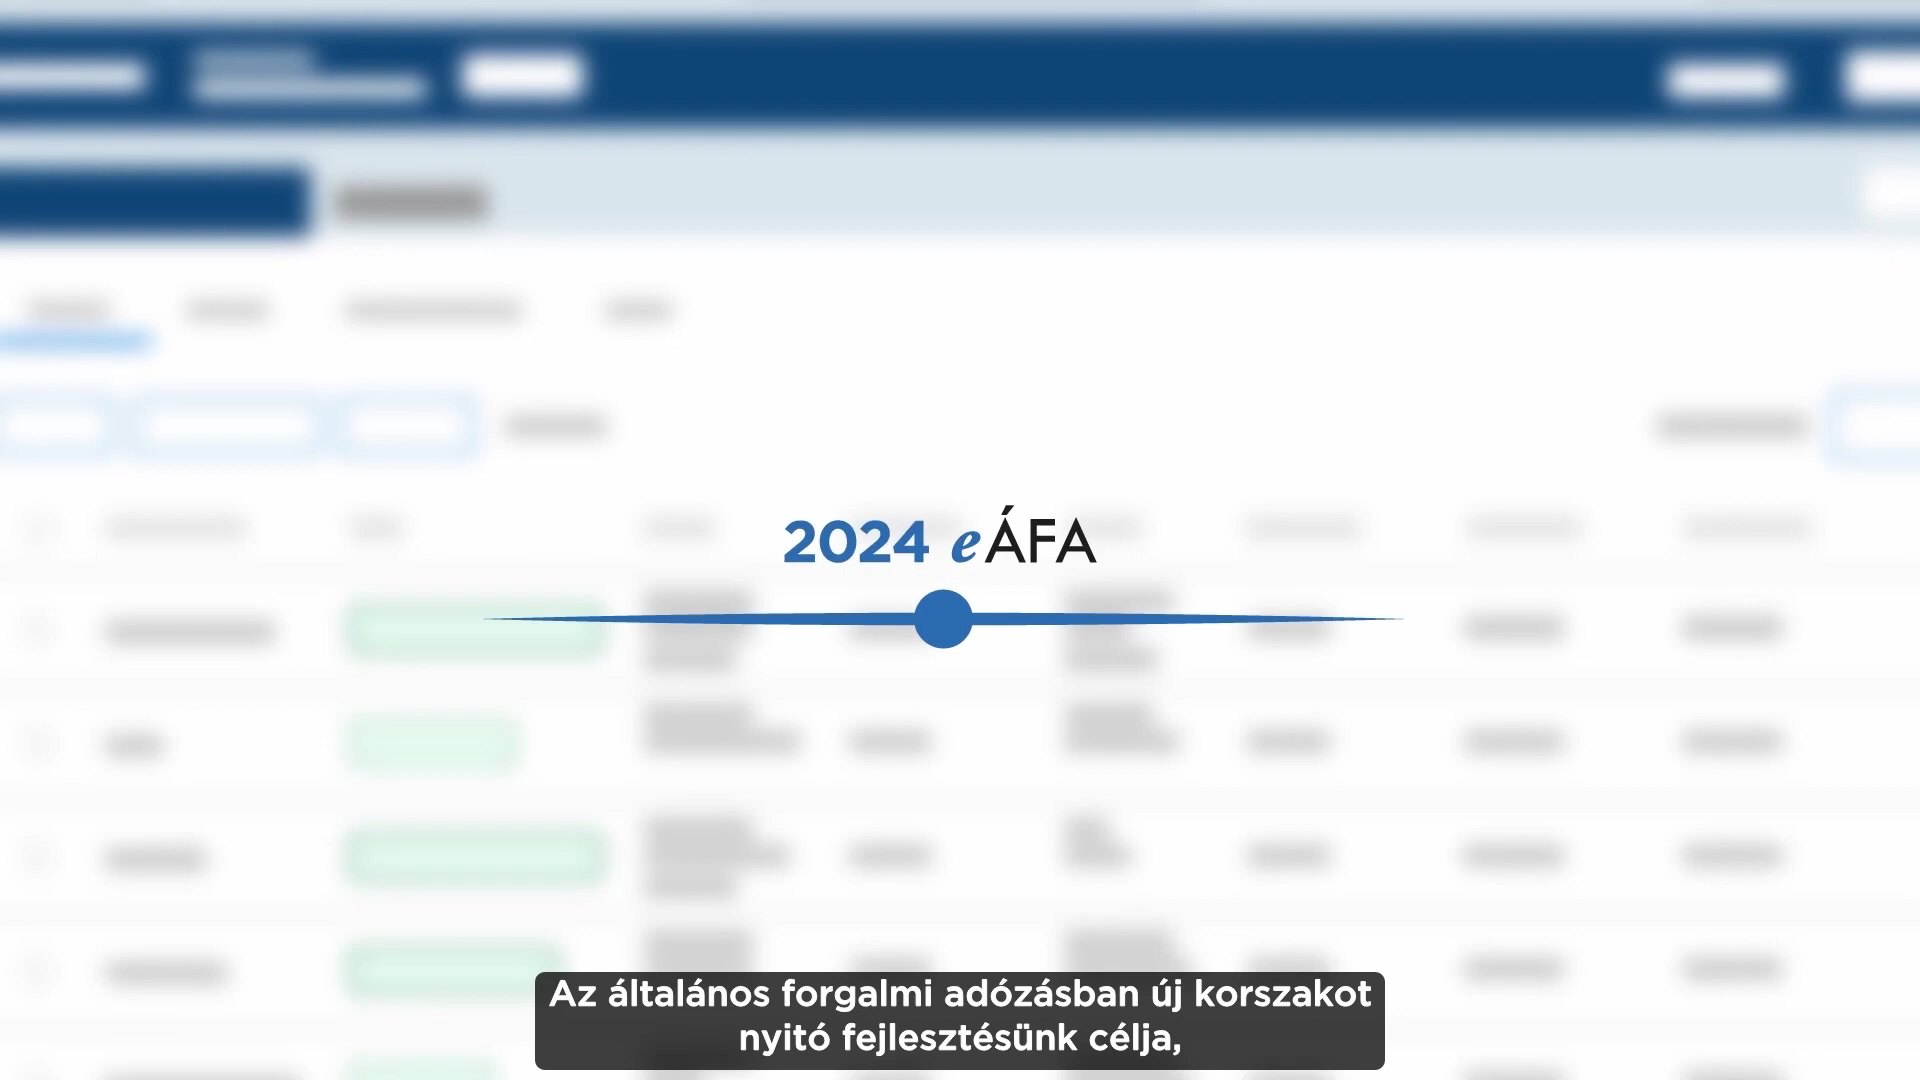 2024 eÁFA
Az általános forgalmi adózásban új korszakot
nyitó fejlesztésünk célja,